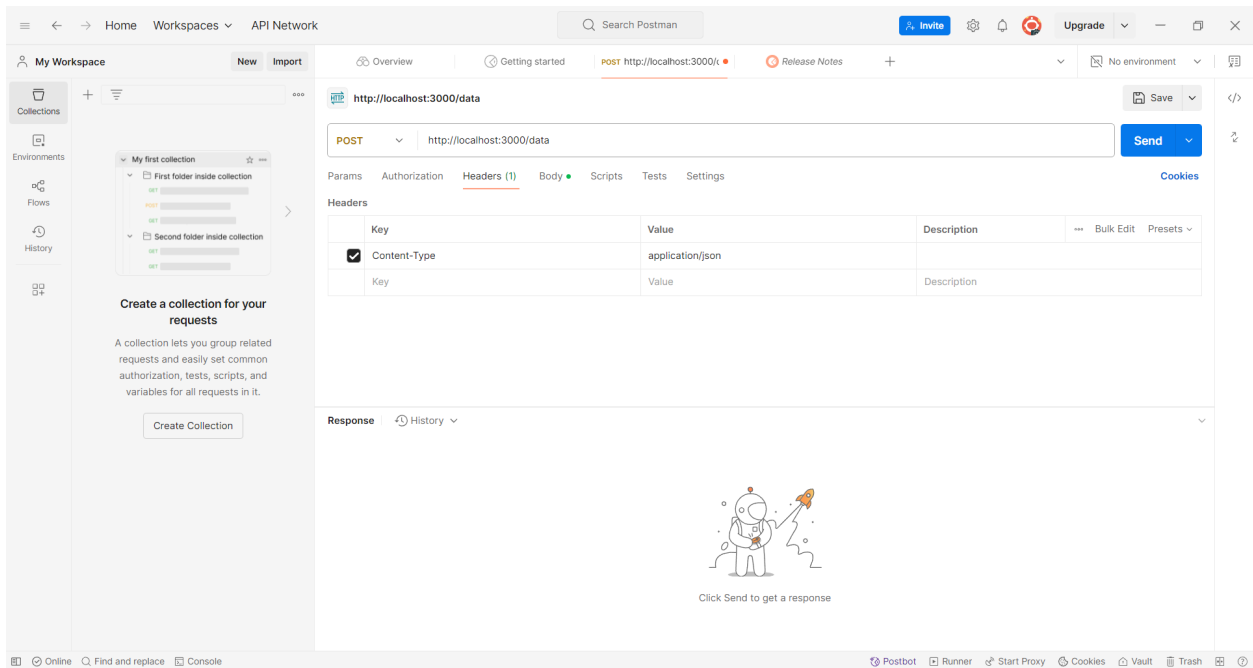 Home Workspaces API Network Search Postman Invite Upgrade
My Workspace New Import Overview Getting started POST http://localhost:3000/ Release Notes No environment
Collections
Environments
Flows
History
My first collection
First folder inside collection
GET
POST
GET
Second folder inside collection
GET
GET
Create a collection for your
requests
A collection lets you group related
requests and easily set common
authorization, tests, scripts, and
variables for all requests in it.
Create Collection
HTTP http://localhost:3000/data Save
POST http://localhost:3000/data Send
Params Authorization Headers (1) Body Scripts Tests Settings Cookies
Headers
Key Value Description Bulk Edit Presets
Content-Type application/json
Key Value Description
Response History
Click Send to get a response
Online Find and replace Console Postbot Runner Start Proxy Cookies Vault Trash